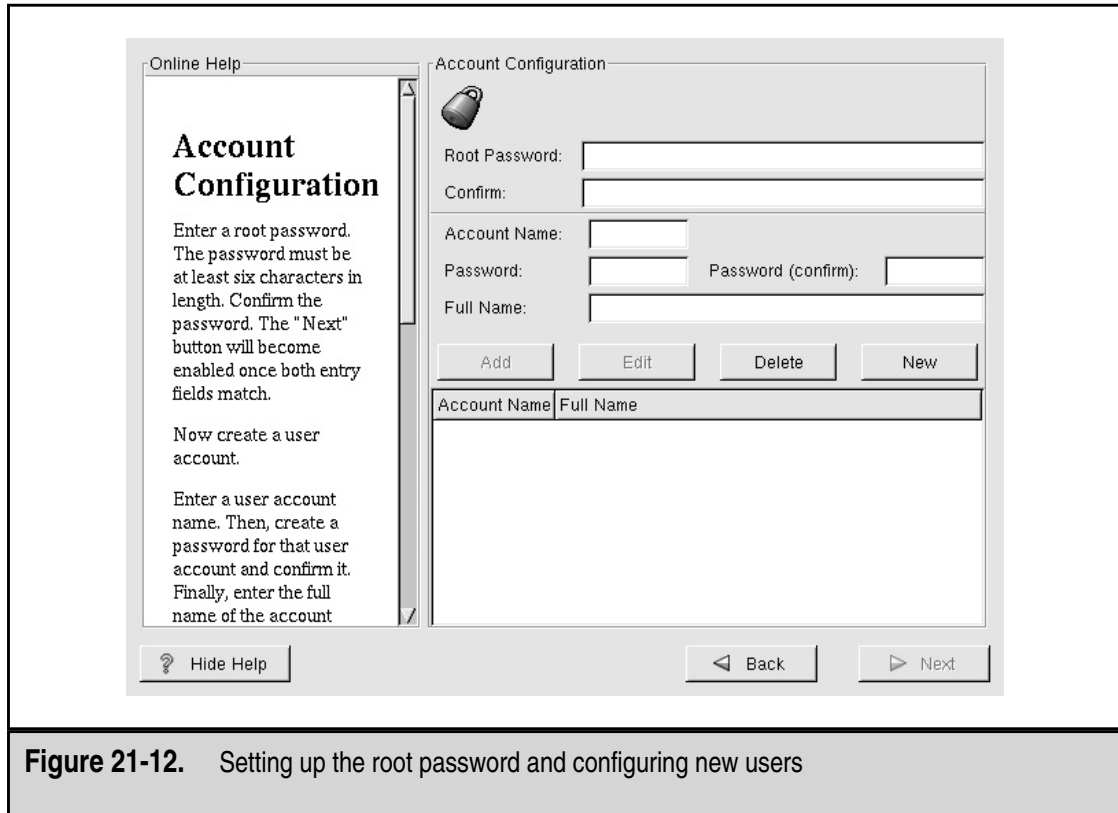 Online Help
Account
Configuration
Enter a root password.
The password must be
at least six characters in
length. Confirm the
password. The "Next"
button will become
enabled once both entry
fields match.
Now create a user
account.
Enter a user account
name. Then, create a
password for that user
account and confirm it.
Finally, enter the full
name of the account
Account Configuration
Root Password:
Confirm:
Account Name:
Password: Password (confirm):
Full Name:
Add Edit Delete New
Account Name Full Name
Hide Help Back Next
Figure 21-12. Setting up the root password and configuring new users